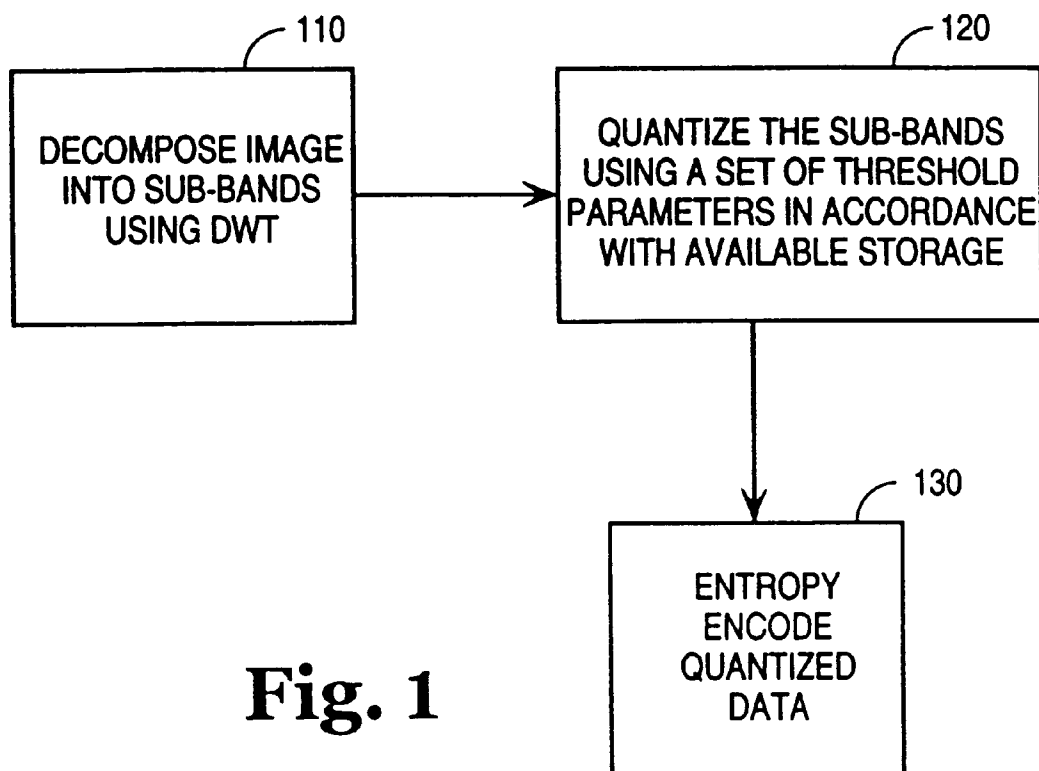 110
DECOMPOSE IMAGE
INTO SUB-BANDS
USING DWT
120
QUANTIZE THE SUB-BANDS
USING A SET OF THRESHOLD
PARAMETERS IN ACCORDANCE
WITH AVAILABLE STORAGE
130
ENTROPY
ENCODE
QUANTIZED
DATA
Fig. 1